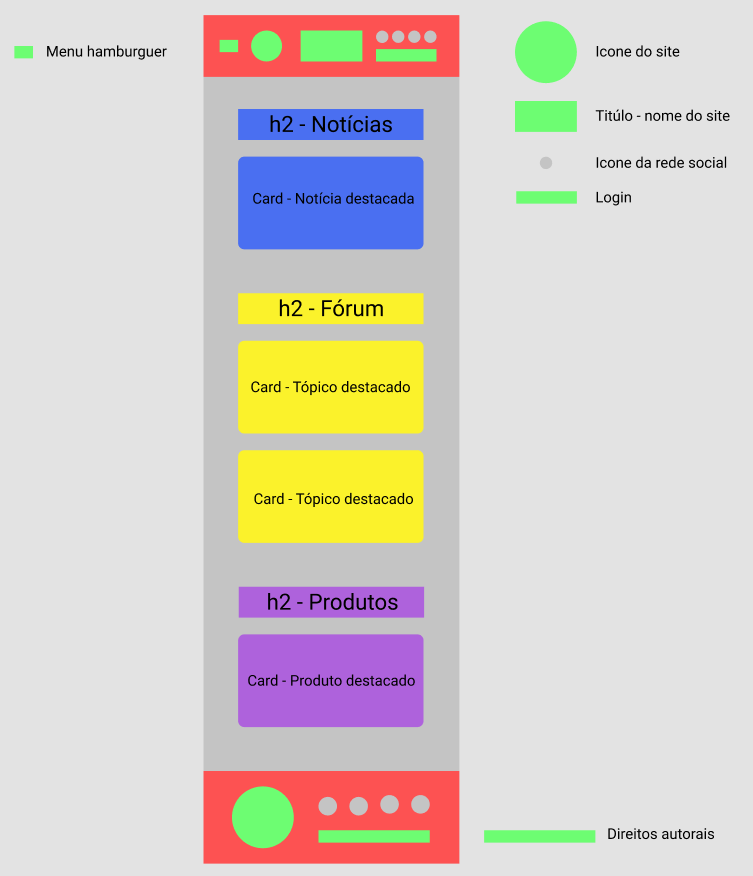 Menu hamburguer
Icone do site
Titúlo - nome do site
Icone da rede social
Login
h2 - Notícias
Card - Notícia destacada
h2 - Fórum
Card - Tópico destacado
Card - Tópico destacado
h2 - Produtos
Card - Produto destacado
Direitos autorais